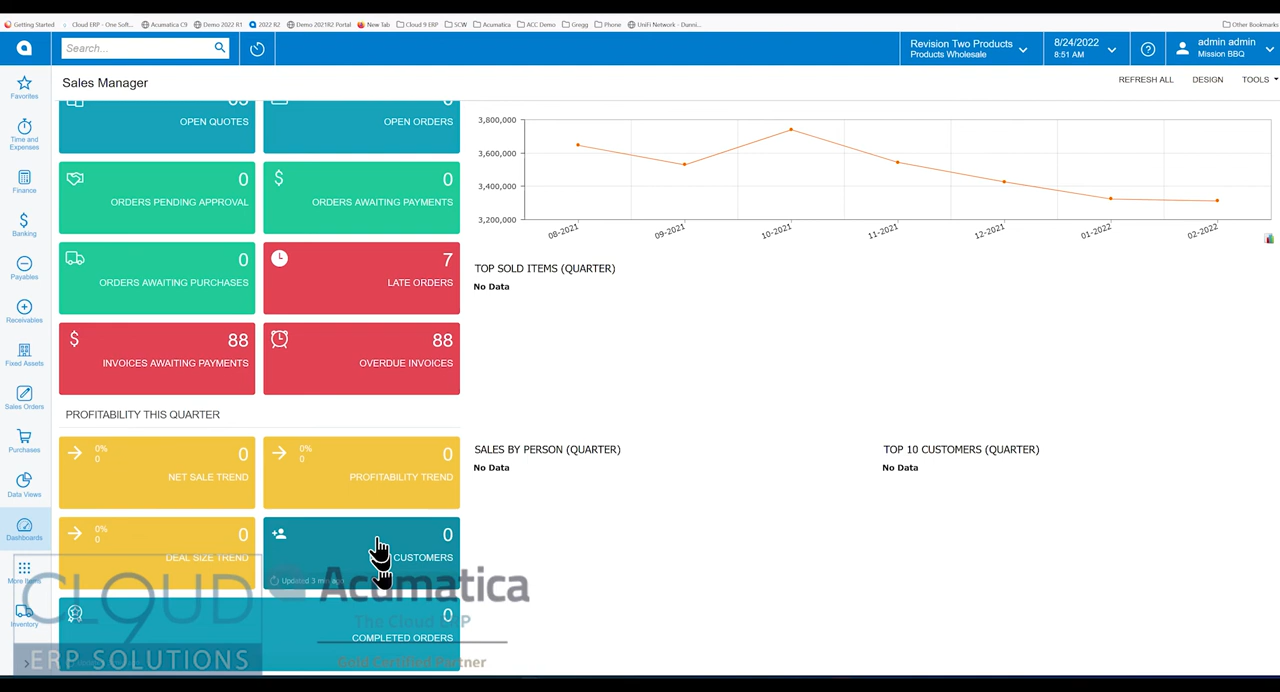 Getting Started
Cloud ERP - One Soft...
Acumatica C9
Demo 2022 R1
2022 R2
Demo 2021R2 Portal
New Tab
Cloud 9 ERP
SCW
Acumatica
ACC Demo
Gregg
Phone
UniFi Network - Dunni...
Other Bookmarks
Search...
Revision Two Products
Products Wholesale
8/24/2022
8:51 AM
admin admin
Mission BBQ
Sales Manager
REFRESH ALL
DESIGN
TOOLS
Favorites
Time and
Expenses
Finance
Banking
Payables
Receivables
Fixed Assets
Sales Orders
Purchases
Data Views
Dashboards
More Items
Inventory
OPEN QUOTES
OPEN ORDERS
0
ORDERS PENDING APPROVAL
0
ORDERS AWAITING PAYMENTS
0
ORDERS AWAITING PURCHASES
7
LATE ORDERS
88
INVOICES AWAITING PAYMENTS
88
OVERDUE INVOICES
PROFITABILITY THIS QUARTER
0%
0
0
NET SALE TREND
0%
0
0
PROFITABILITY TREND
0%
0
0
DEAL SIZE TREND
0
CUSTOMERS
Updated 3 min ago
0
COMPLETED ORDERS
3,800,000
3,600,000
3,400,000
3,200,000
08-2021
09-2021
10-2021
11-2021
12-2021
01-2022
02-2022
TOP SOLD ITEMS (QUARTER)
No Data
SALES BY PERSON (QUARTER)
No Data
TOP 10 CUSTOMERS (QUARTER)
No Data
CLOUD
9
ERP SOLUTIONS
Acumatica
The Cloud ERP
Gold Certified Partner